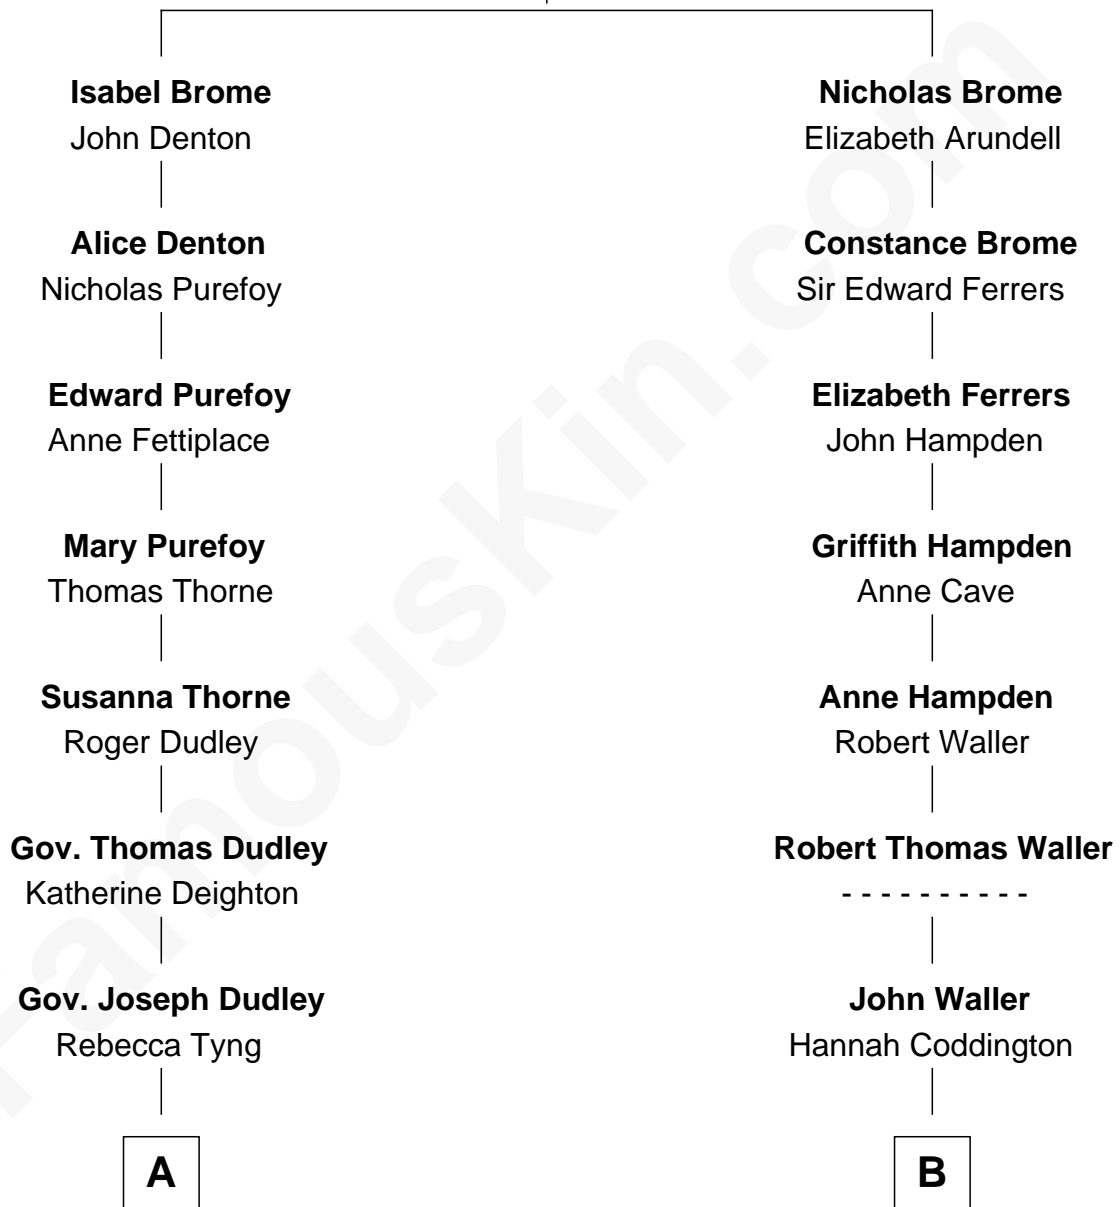 Isabel Brome
John Denton
Nicholas Brome
Elizabeth Arundell
Alice Denton
Nicholas Purefoy
Constance Brome
Sir Edward Ferrers
Edward Purefoy
Anne Fettiplace
Elizabeth Ferrers
John Hampden
Mary Purefoy
Thomas Thorne
Griffith Hampden
Anne Cave
Susanna Thorne
Roger Dudley
Anne Hampden
Robert Waller
Gov. Thomas Dudley
Katherine Deighton
Robert Thomas Waller
- - - - - - - - - -
Gov. Joseph Dudley
Rebecca Tyng
John Waller
Hannah Coddington
A
B
FamousKin.com